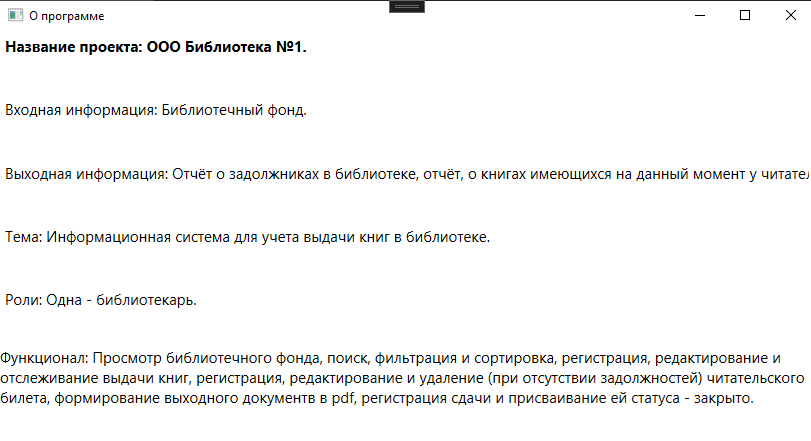 О программе
Название проекта: ООО Библиотека №1.
Входная информация: Библиотечный фонд.
Выходная информация: Отчёт о задолжниках в библиотеке, отчёт, о книгах имеющихся на данный момент у
Тема: Информационная система для учета выдачи книг в библиотеке.
Роли: Одна - библиотекарь.
Функционал: Просмотр библиотечного фонда, поиск, фильтрация и сортировка, регистрация, редактирование и
отслеживание выдачи книг, регистрация, редактирование и удаление (при отсутствии задолжностей) читательского
билета, формирование выходного документв в pdf, регистрация сдачи и присваивание ей статуса - закрыто.